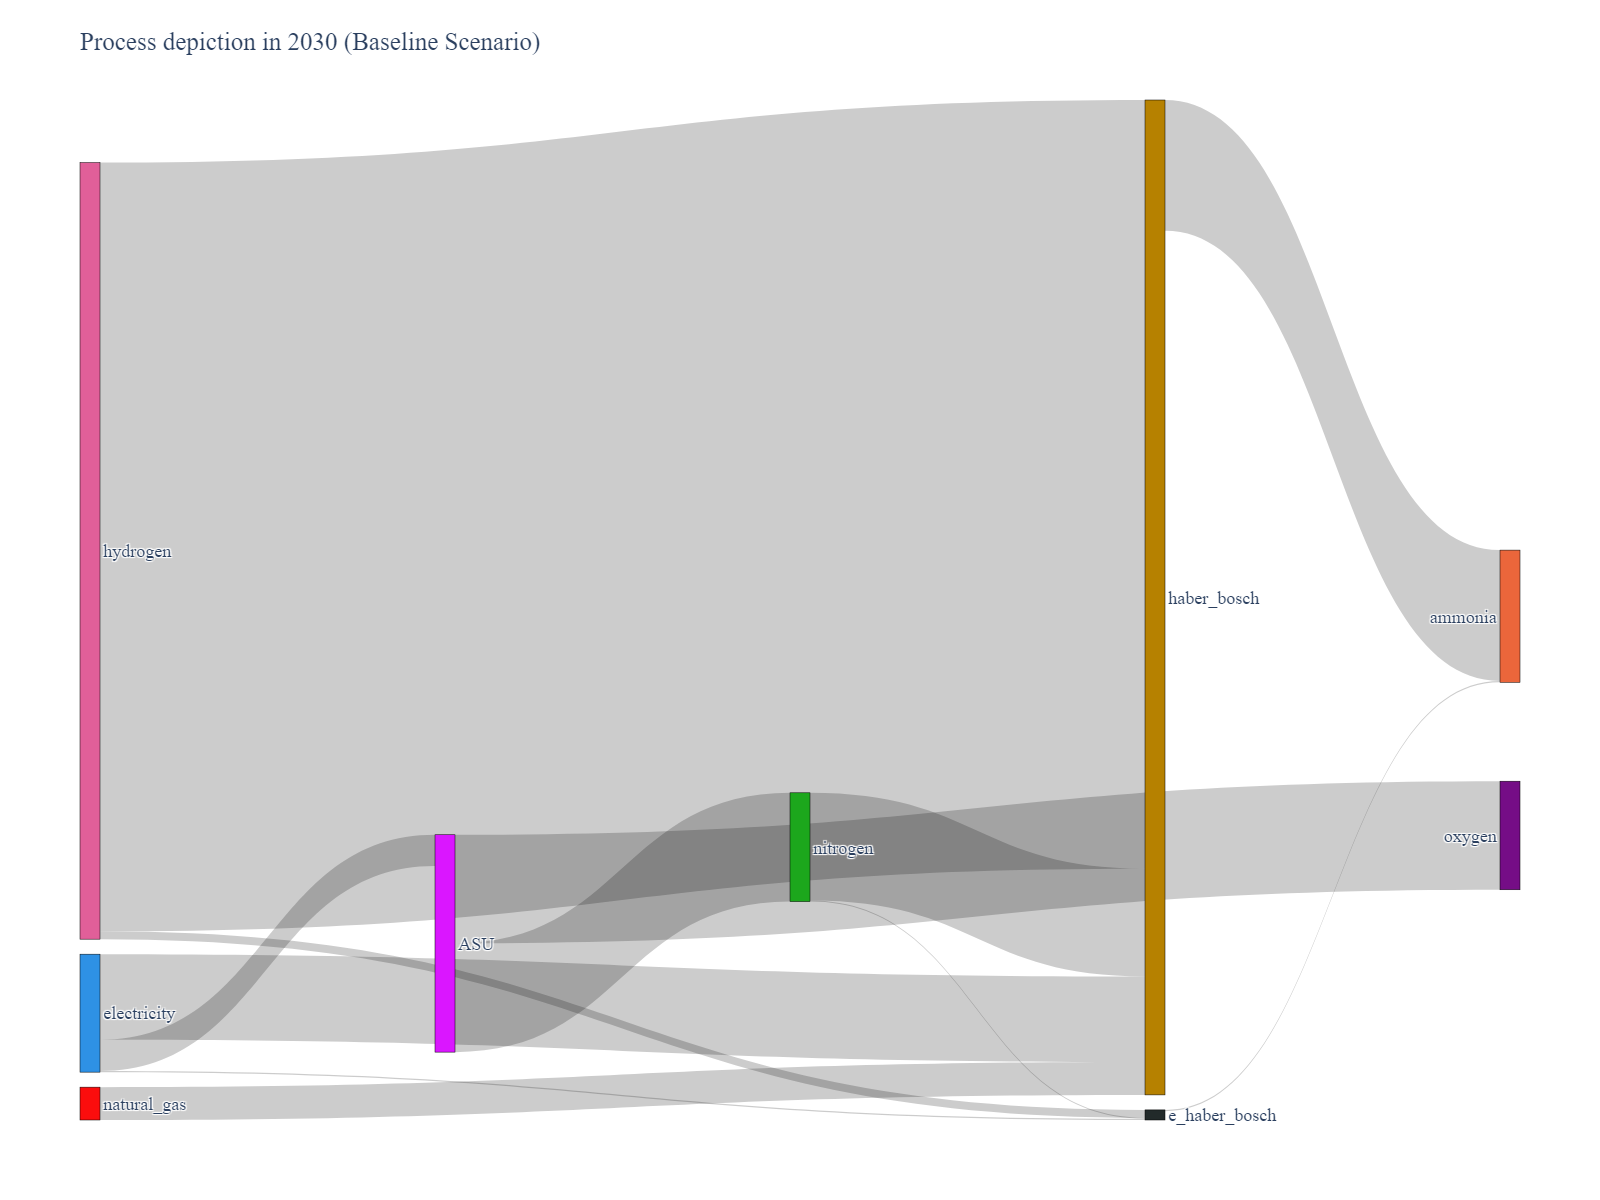 Process depiction in 2030 (Baseline Scenario)
hydrogen
haber_bosch
ammonia
oxygen
nitrogen
ASU
electricity
natural_gas
e_haber_bosch